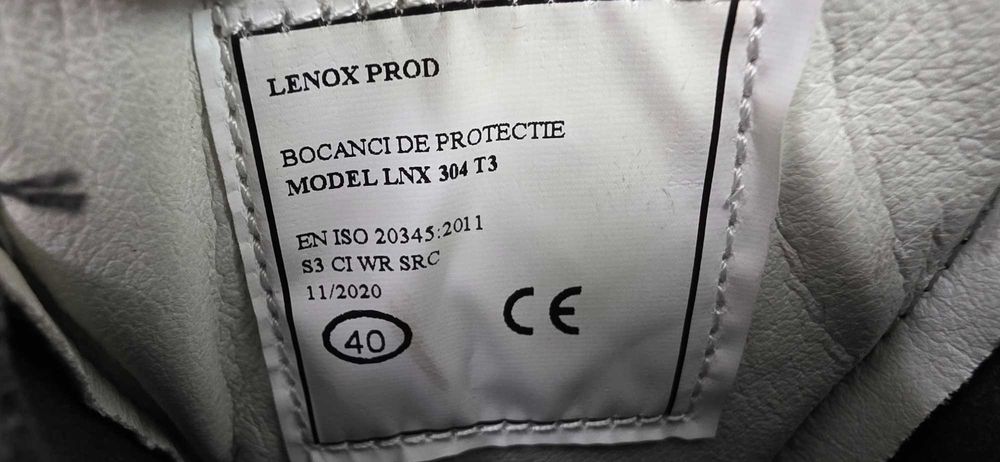 LENOX PROD
BOCANCI DE PROTECTIE
MODEL LNX 304 T3
EN ISO 20345:2011
S3 CI WR SRC
11/2020
40
CE